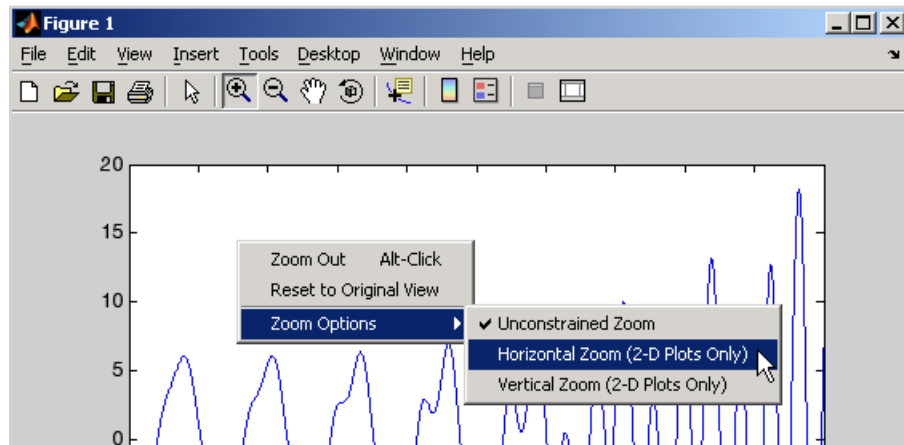 Figure 1
File Edit View Insert Tools Desktop Window Help
20
15
10
5
0
Zoom Out Alt-Click
Reset to Original View
Zoom Options
Unconstrained Zoom
Horizontal Zoom (2-D Plots Only)
Vertical Zoom (2-D Plots Only)